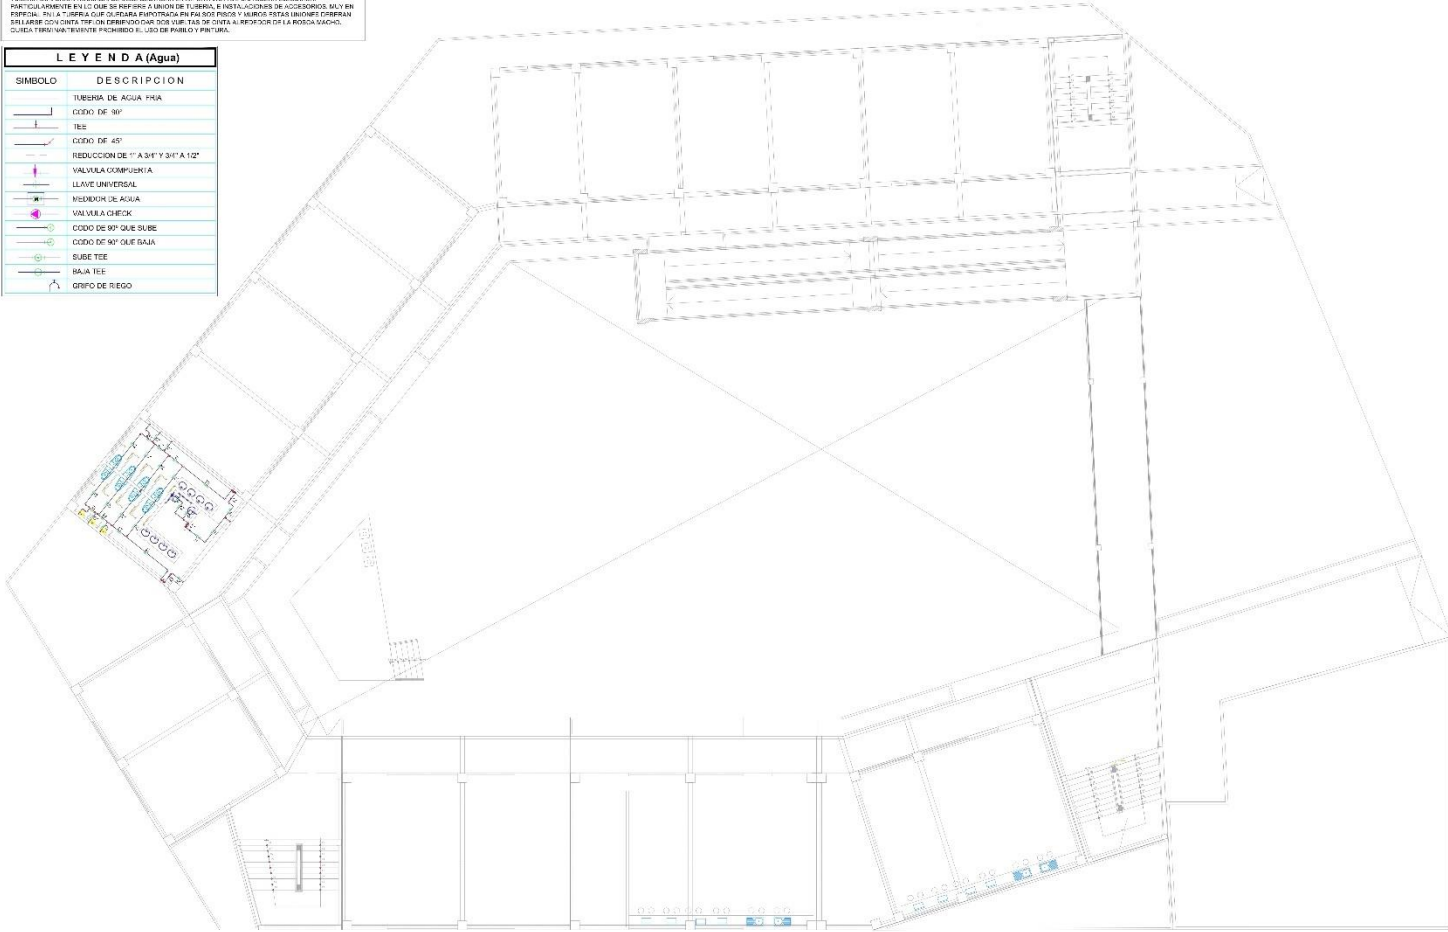 PARTICULARMENTE EN LO QUE SE REFIERE A UNION DE TUBERIA, E INSTALACIONES DE ACCESORIOS. MUY EN
ESPECIAL EN LA TUBERIA QUE QUEDARA EMPOTRADA EN FALSOS PISOS Y MUROS ESTAS UNIONES DEBERAN
SELLARSE CON CINTA TEFLON DEBIENDO DAR DOS VUELTAS DE CINTA ALREDEDOR DE LA ROSCA MACHO.
QUEDA TERMINANTEMENTE PROHIBIDO EL USO DE PABILO Y PINTURA.
L E Y E N D A (Agua)
SIMBOLO DESCRIPCION
TUBERIA DE AGUA FRIA
CODO DE 90°
TEE
CODO DE 45°
REDUCCION DE 1" A 3/4" Y 3/4" A 1/2"
VALVULA COMPUERTA
LLAVE UNIVERSAL
MEDIDOR DE AGUA
VALVULA CHECK
CODO DE 90° QUE SUBE
CODO DE 90° QUE BAJA
SUBE TEE
BAJA TEE
GRIFO DE RIEGO